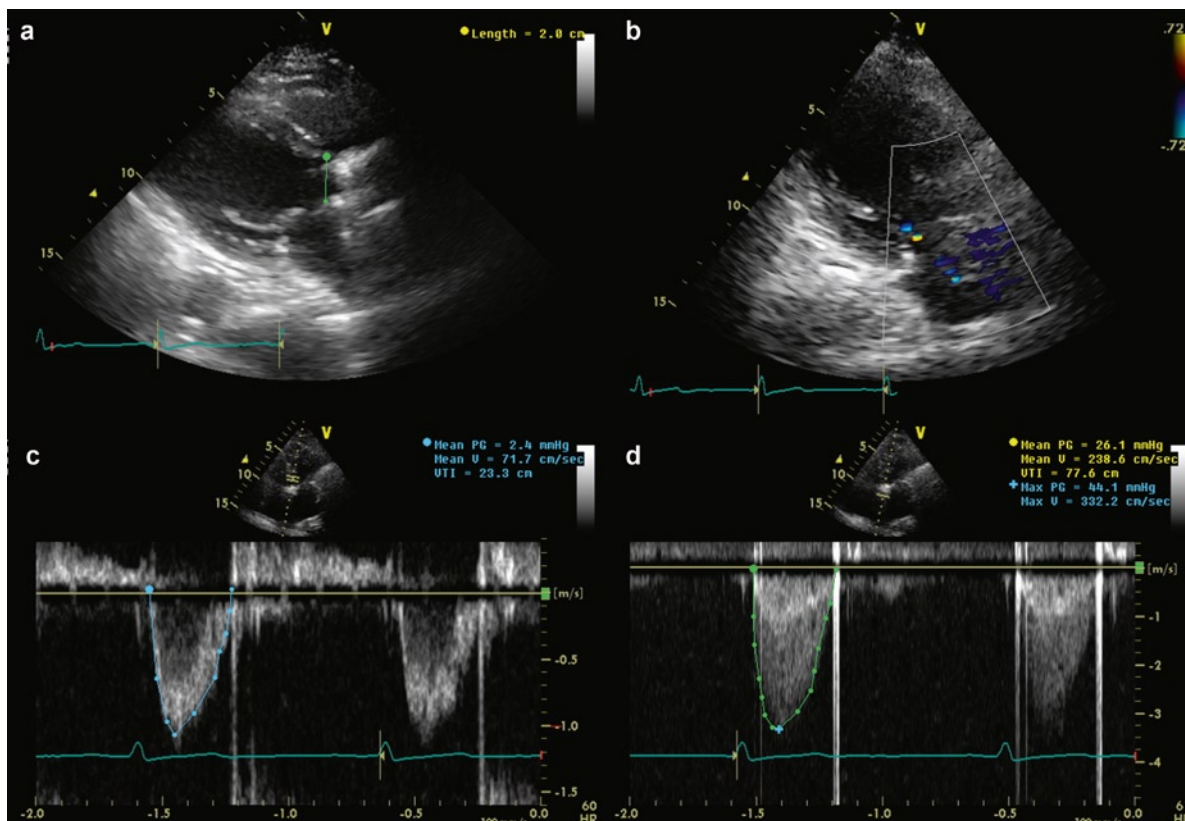 a
V
Length = 2.0 cm
5
10
15
b
V
.72
-.72
5
10
15
c
V
5
10
15
Mean PG = 2.4 mmHg
Mean V = 71.7 cm/sec
VTI = 23.3 cm
[m/s]
-0.5
-1.0
-1.5
-2.0
-1.5
-1.0
-0.5
0.0
60
HR
d
V
5
10
15
Mean PG = 26.1 mmHg
Mean V = 238.6 cm/sec
VTI = 77.6 cm
Max PG = 44.1 mmHg
Max V = 332.2 cm/sec
[m/s]
-1
-2
-3
-4
-2.0
-1.5
-1.0
-0.5
0.0
6
HR